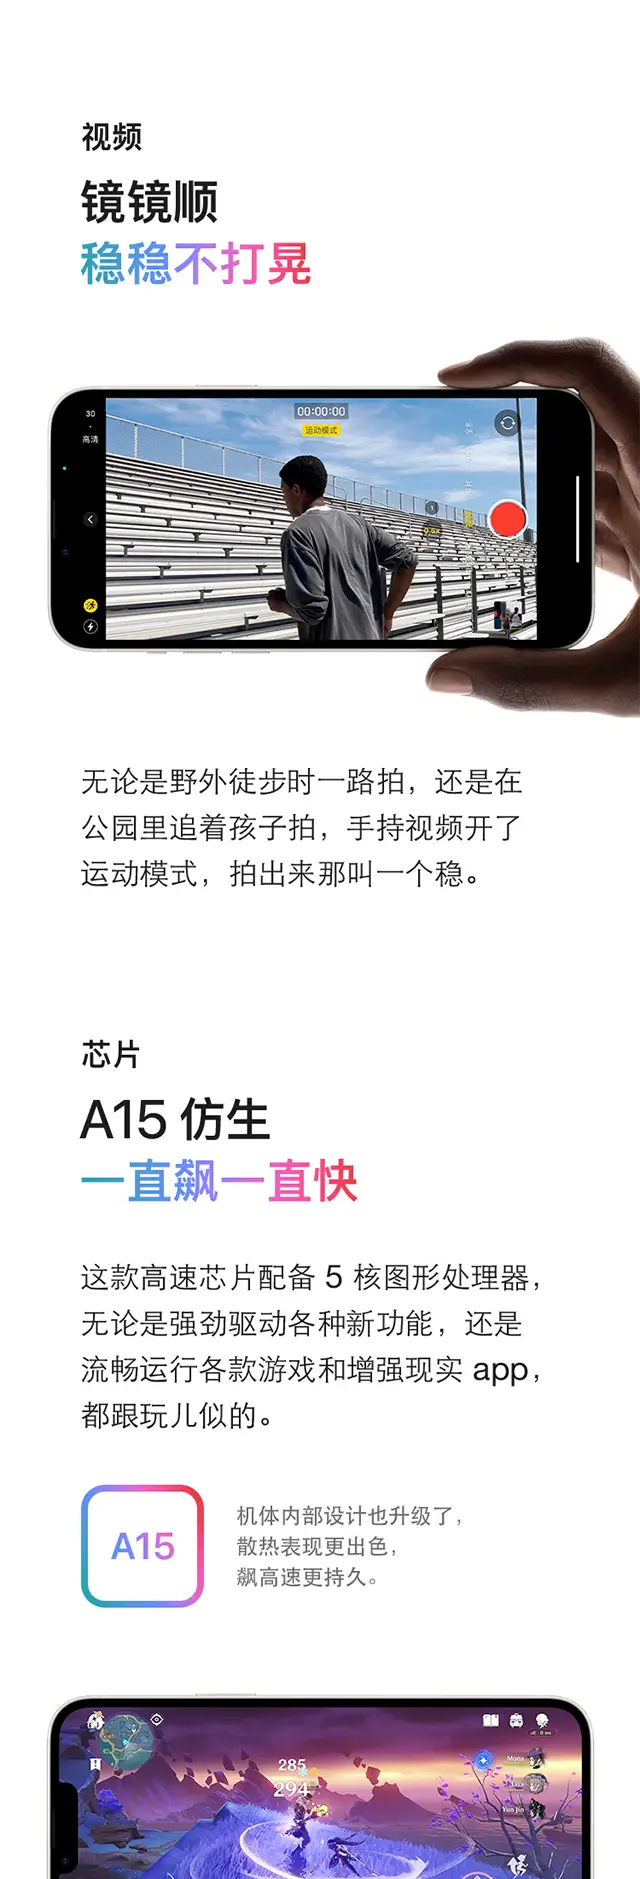 视频
镜镜顺
稳稳不打晃
30
高清
00:00:00
运动模式
无论是野外徒步时一路拍，还是在
公园里追着孩子拍，手持视频开了
运动模式，拍出来那叫一个稳。
芯片
A15 仿生
一直飙一直快
这款高速芯片配备 5 核图形处理器，
无论是强劲驱动各种新功能，还是
流畅运行各款游戏和增强现实 app，
都跟玩儿似的。
A15
机体内部设计也升级了，
散热表现更出色，
飙高速更持久。
285
294
Mona
Yun Jin